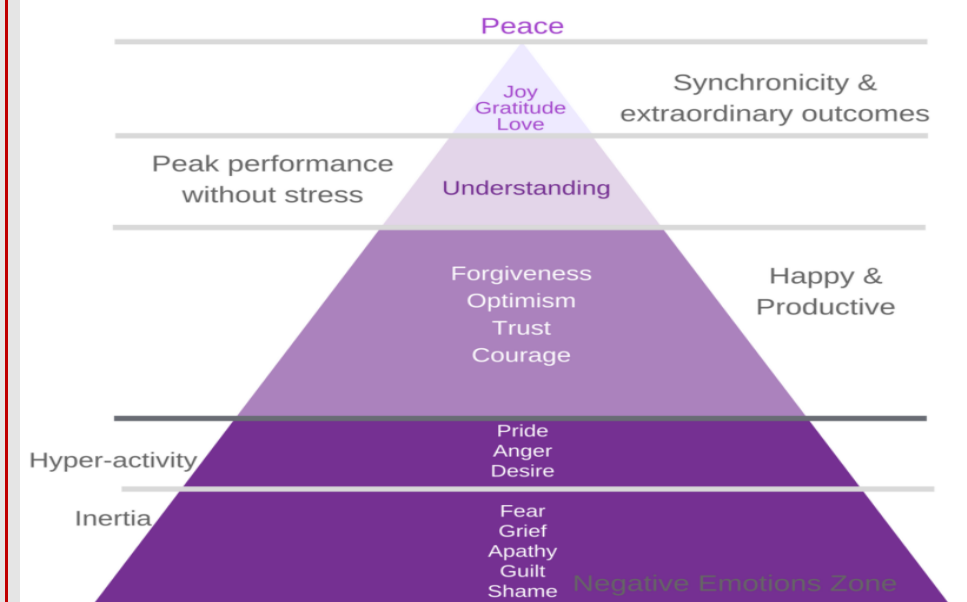 Peace
Joy
Gratitude
Love
Synchronicity &
extraordinary outcomes
Peak performance
without stress
Understanding
Forgiveness
Optimism
Trust
Courage
Happy &
Productive
Pride
Anger
Desire
Hyper-activity
Inertia
Fear
Grief
Apathy
Guilt
Shame
Negative Emotions Zone